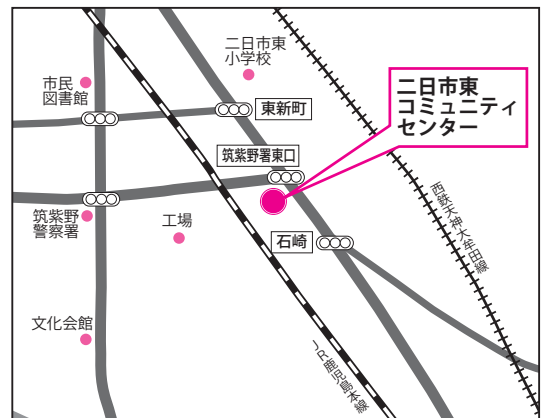 二日市東
小学校
市民
図書館
東新町
二日市東
コミュニティ
センター
筑紫野署東口
筑紫野
警察署
工場
石崎
西鉄天神大牟田線
文化会館
JR鹿児島本線